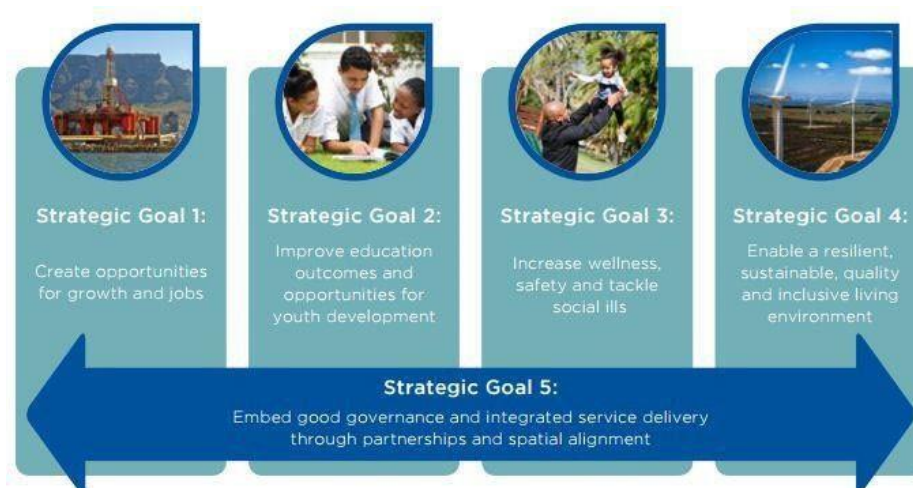 Strategic Goal 1:
Create opportunities
for growth and jobs
Strategic Goal 2:
Improve education
outcomes and
opportunities for
youth development
Strategic Goal 3:
Increase wellness,
safety and tackle
social ills
Strategic Goal 4:
Enable a resilient,
sustainable, quality
and inclusive living
environment
Strategic Goal 5:
Embed good governance and integrated service delivery
through partnerships and spatial alignment